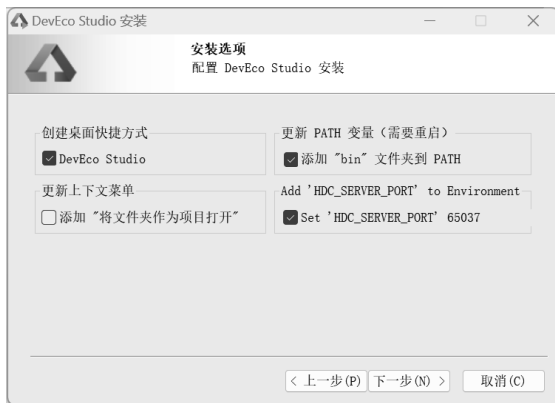 DevEco Studio 安装
安装选项
配置 DevEco Studio 安装
创建桌面快捷方式
DevEco Studio
更新 PATH 变量（需要重启）
添加 "bin" 文件夹到 PATH
更新上下文菜单
添加 "将文件夹作为项目打开"
Add 'HDC_SERVER_PORT' to Environment
Set 'HDC_SERVER_PORT' 65037
< 上一步(P)
下一步(N) >
取消(C)